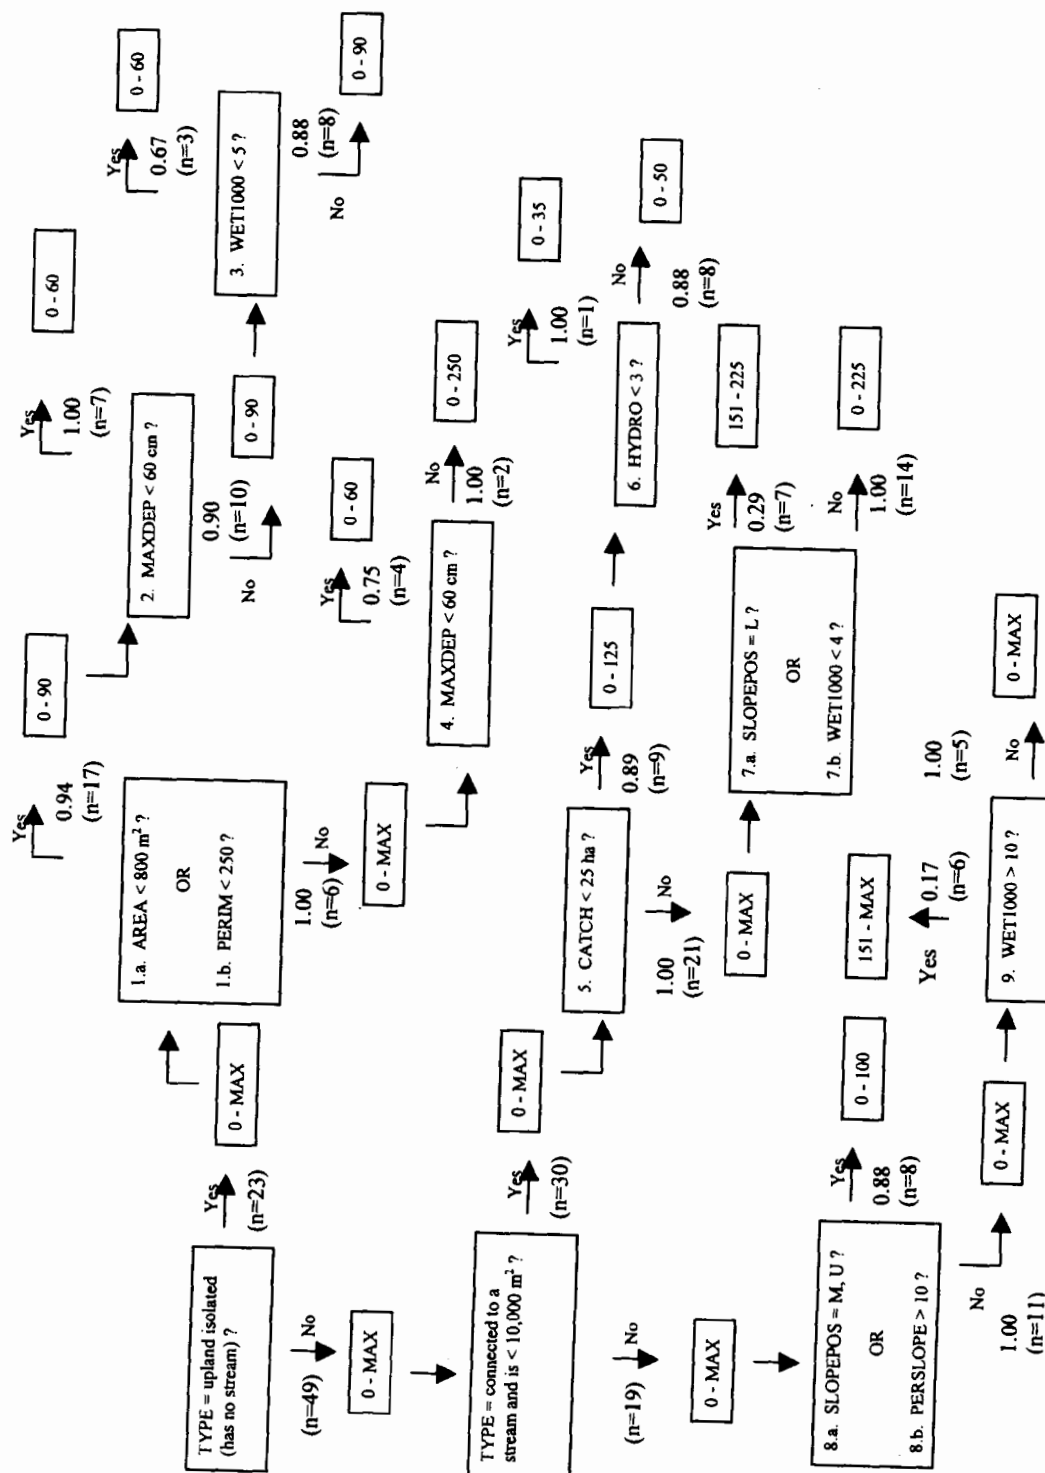 TYPE = upland isolated
(has no stream) ?
Yes
(n=23)
0 - MAX
1.a. AREA < 800 m² ?
OR
1.b. PERIM < 250 ?
Yes
0.94
(n=17)
0 - 90
2. MAXDEP < 60 cm ?
Yes
1.00
(n=7)
0 - 60
No
0.90
(n=10)
0 - 90
3. WET1000 < 5 ?
Yes
0.67
(n=3)
0 - 60
No
0.88
(n=8)
0 - 90
No
1.00
(n=6)
0 - MAX
4. MAXDEP < 60 cm ?
Yes
0.75
(n=4)
0 - 60
No
1.00
(n=2)
0 - 250
No
(n=49)
0 - MAX
TYPE = connected to a
stream and is < 10,000 m² ?
Yes
(n=30)
0 - MAX
5. CATCH < 25 ha ?
Yes
0.89
(n=9)
0 - 125
6. HYDRO < 3 ?
Yes
1.00
(n=1)
0 - 35
No
0.88
(n=8)
0 - 50
No
1.00
(n=21)
0 - MAX
7.a. SLOPEPOS = L ?
OR
7.b. WET1000 < 4 ?
Yes
0.29
(n=7)
151 - 225
No
1.00
(n=14)
0 - 225
No
(n=19)
0 - MAX
8.a. SLOPEPOS = M, U ?
OR
8.b. PERSLOPE > 10 ?
Yes
0.88
(n=8)
0 - 100
No
1.00
(n=11)
0 - MAX
9. WET1000 > 10 ?
Yes
0.17
(n=6)
151 - MAX
No
1.00
(n=5)
0 - MAX